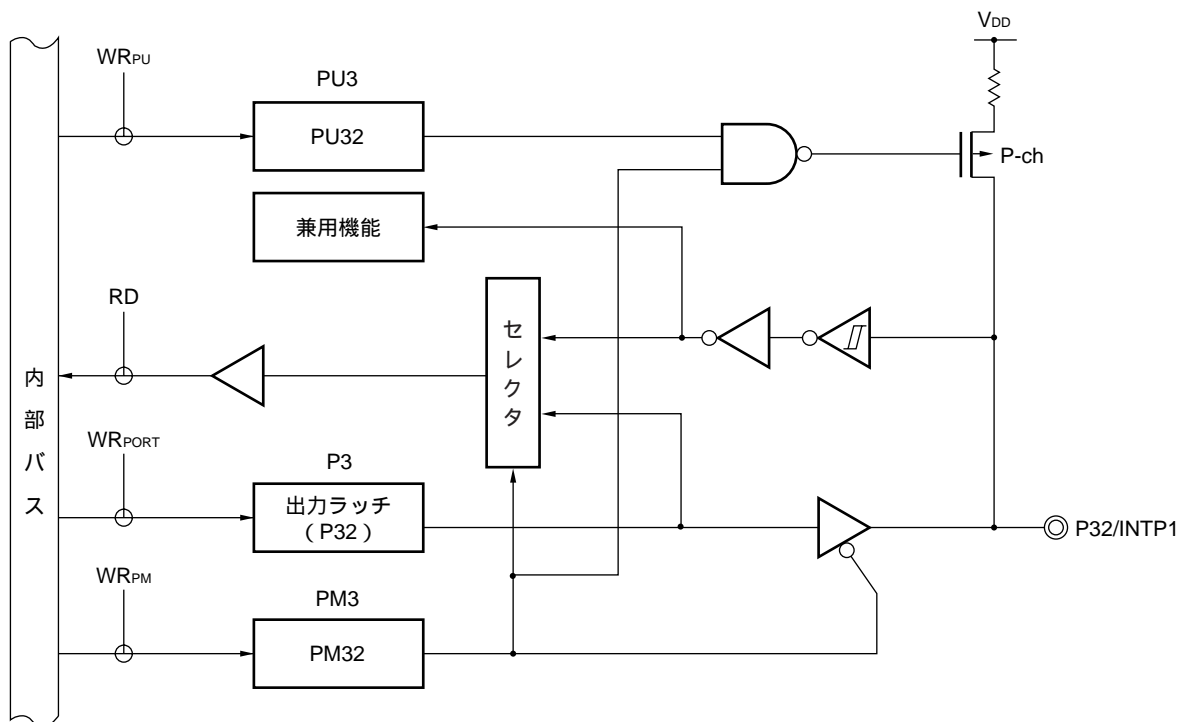 VDD
WRPU
PU3
PU32
P-ch
兼用機能
RD
セレクタ
内部バス
WRPORT
P3
出力ラッチ
（P32）
P32/INTP1
WRPM
PM3
PM32